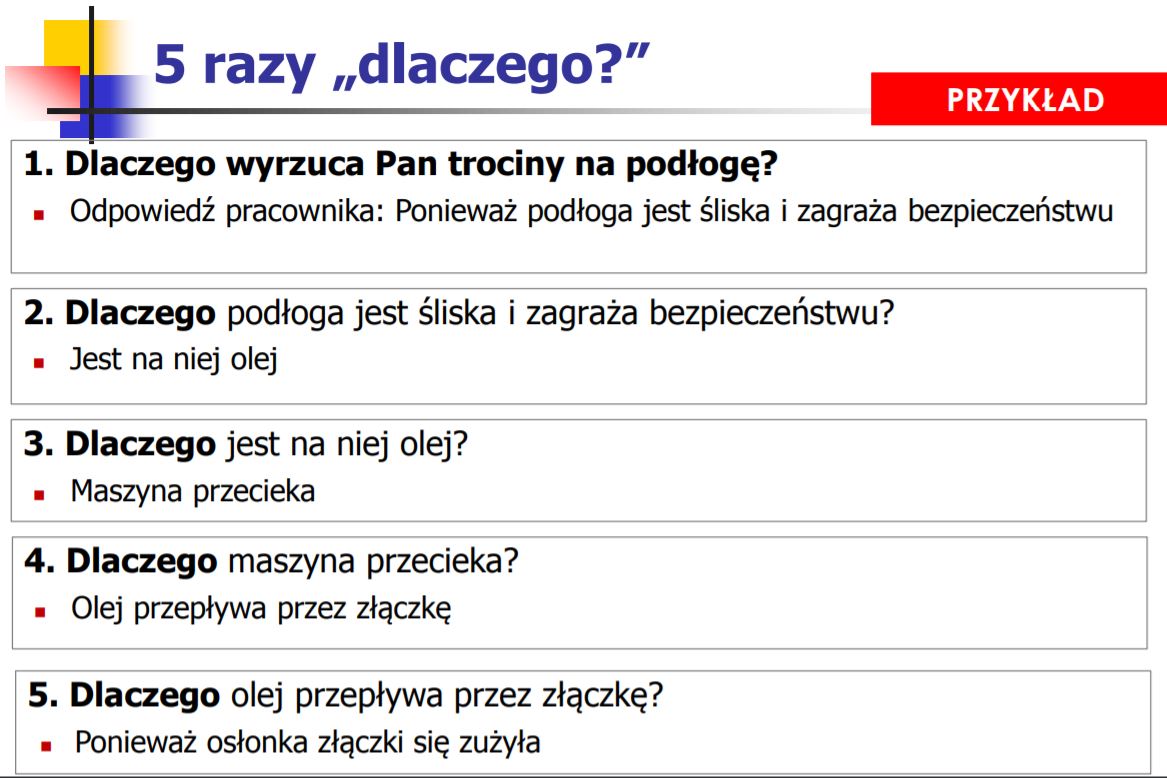 5 razy „dlaczego?”
PRZYKŁAD
1. Dlaczego wyrzuca Pan trociny na podłogę?
▪ Odpowiedź pracownika: Ponieważ podłoga jest śliska i zagraża bezpieczeństwu
2. Dlaczego podłoga jest śliska i zagraża bezpieczeństwu?
▪ Jest na niej olej
3. Dlaczego jest na niej olej?
▪ Maszyna przecieka
4. Dlaczego maszyna przecieka?
▪ Olej przepływa przez złączkę
5. Dlaczego olej przepływa przez złączkę?
▪ Ponieważ osłonka złączki się zużyła